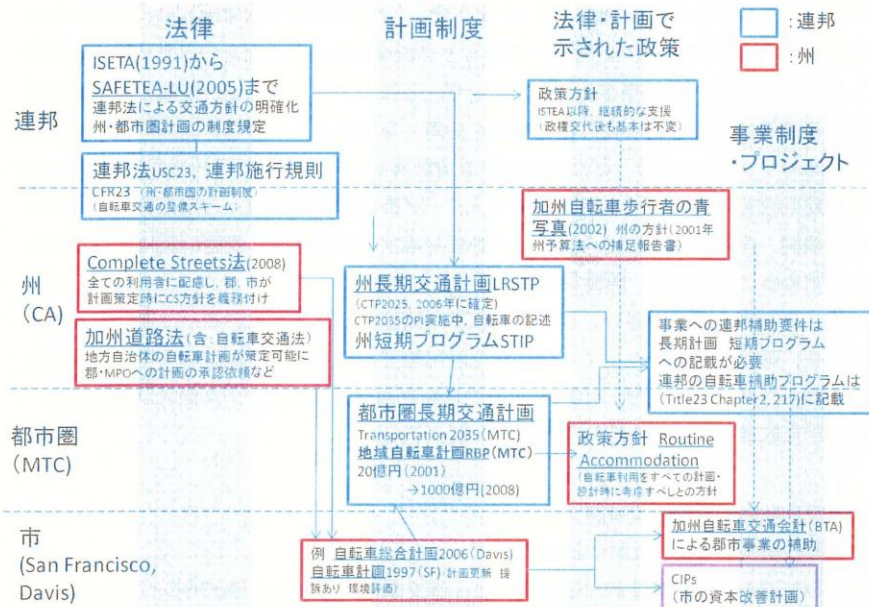 法律
計画制度
法律・計画で
示された政策
：連邦
：州
事業制度
・プロジェクト
連邦
ISETA(1991)から
SAFETEA-LU(2005)まで
連邦法による交通方針の明確化
州・都市圏計画の制度規定
政策方針
ISTEA以降，継続的な支援
（政権交代後も基本は不変）
連邦法USC23，連邦施行規則
CFR23 （州・都市圏の計画制度）
（自転車交通の整備スキーム）
加州自転車歩行者の青
写真(2002) 州の方針（2001年
州予算法への補足報告書）
州
（CA）
Complete Streets法(2008)
全ての利用者に配慮し，郡，市が
計画策定時にCS方針を義務付け
加州道路法（含：自転車交通法）
地方自治体の自転車計画が策定可能に
郡・MPOへの計画の承認依頼など
州長期交通計画LRSTP
（CTP2025，2006年に確定）
CTP2035のPI実施中，自転車の記述
州短期プログラムSTIP
事業への連邦補助要件は
長期計画 短期プログラム
への記載が必要
連邦の自転車補助プログラムは
(Title23 Chapter2, 217)に記載
都市圏
（MTC）
都市圏長期交通計画
Transportation 2035(MTC)
地域自転車計画RBP(MTC)
20億円（2001）
→1000億円(2008)
政策方針 Routine
Accommodation
（自転車利用をすべての計画・
設計時に考慮すべしとの方針
市
(San Francisco,
Davis)
例 自転車総合計画2006（Davis）
自転車計画1997(SF)（計画更新 提
訴あり 環境評価）
加州自転車交通会計（BTA）
による郡市事業の補助
CIPs
（市の資本改善計画）